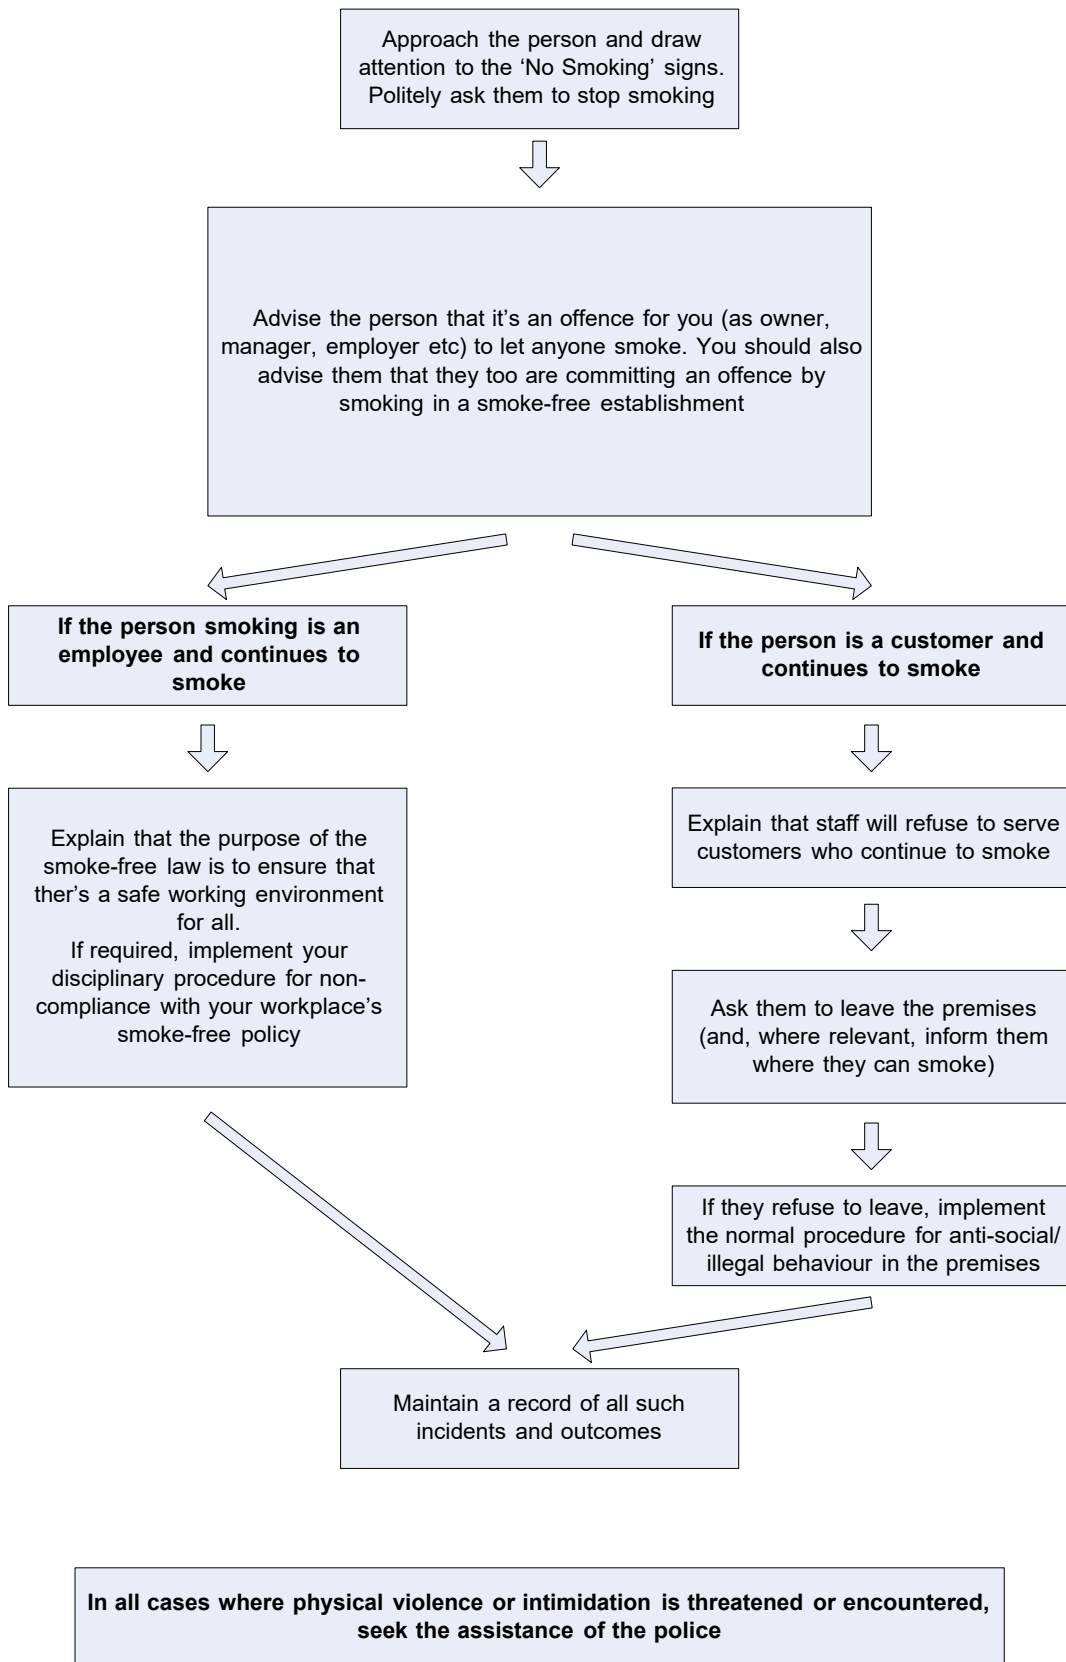 Approach the person and draw
attention to the ‘No Smoking’ signs.
Politely ask them to stop smoking
Advise the person that it’s an offence for you (as owner,
manager, employer etc) to let anyone smoke. You should also
advise them that they too are committing an offence by
smoking in a smoke-free establishment
If the person smoking is an
employee and continues to
smoke
Explain that the purpose of the
smoke-free law is to ensure that
ther’s a safe working environment
for all.
If required, implement your
disciplinary procedure for non-
compliance with your workplace’s
smoke-free policy
If the person is a customer and
continues to smoke
Explain that staff will refuse to serve
customers who continue to smoke
Ask them to leave the premises
(and, where relevant, inform them
where they can smoke)
If they refuse to leave, implement
the normal procedure for anti-social/
illegal behaviour in the premises
Maintain a record of all such
incidents and outcomes
In all cases where physical violence or intimidation is threatened or encountered,
seek the assistance of the police